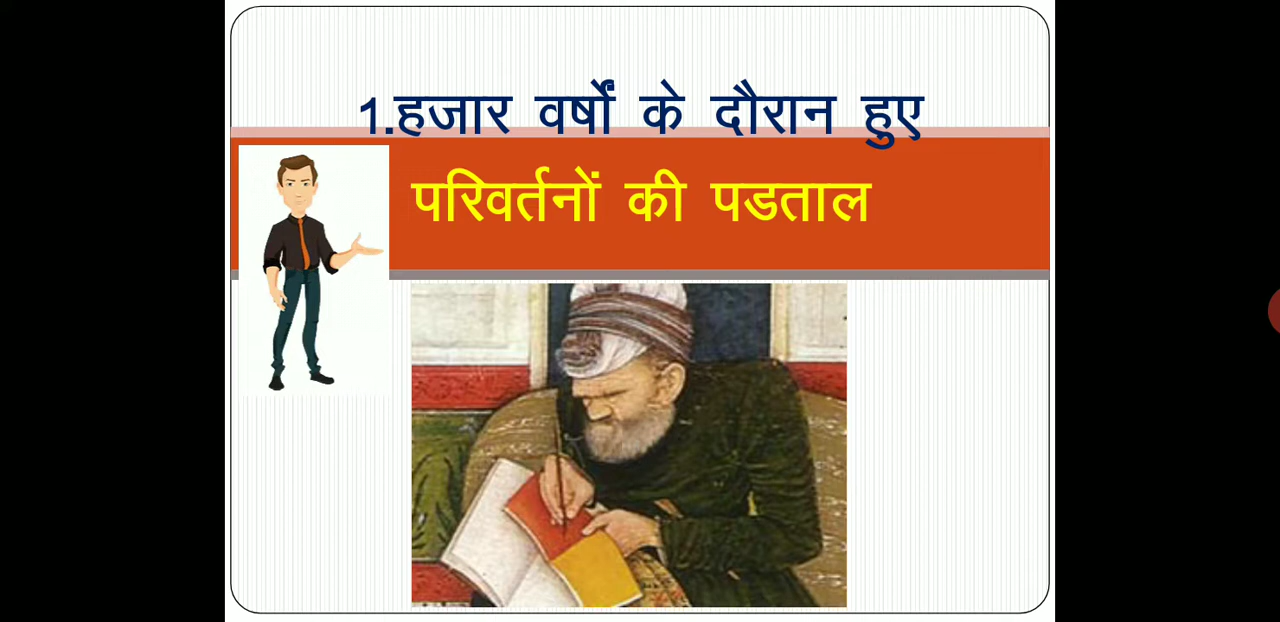 1.हजार वर्षों के दौरान हुए
परिवर्तनों की पडताल